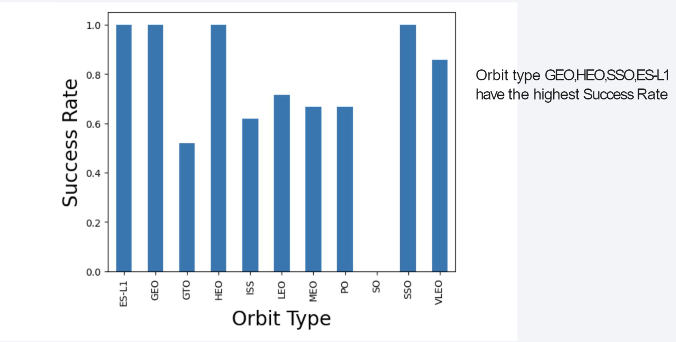 1.0
0.8
0.6
0.4
0.2
0.0
Success Rate
ES-L1
GEO
GTO
HEO
ISS
LEO
MEO
PO
SO
SSO
VLEO
Orbit Type
Orbit type GEO,HEO,SSO,ES-L1
have the highest Success Rate